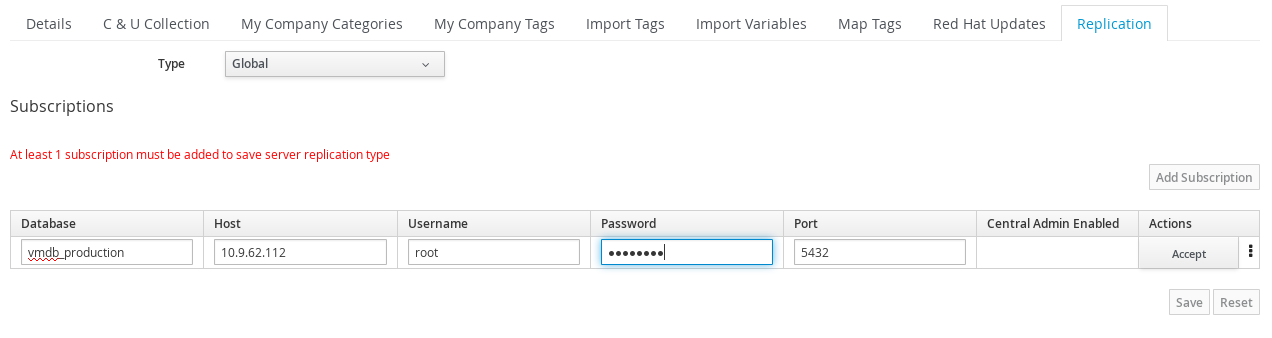 Details C & U Collection My Company Categories My Company Tags Import Tags Import Variables Map Tags Red Hat Updates Replication
Type Global
Subscriptions
At least 1 subscription must be added to save server replication type
Add Subscription
Database Host Username Password Port Central Admin Enabled Actions
vmdb_production 10.9.62.112 root ●●●●●●●● 5432 Accept
Save Reset